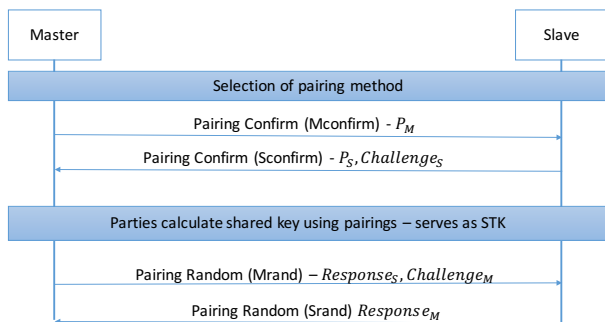 Master
Slave
Selection of pairing method
Pairing Confirm (Mconfirm) - P_M
Pairing Confirm (Sconfirm) - P_S, Challenge_S
Parties calculate shared key using pairings – serves as STK
Pairing Random (Mrand) – Response_S, Challenge_M
Pairing Random (Srand) Response_M